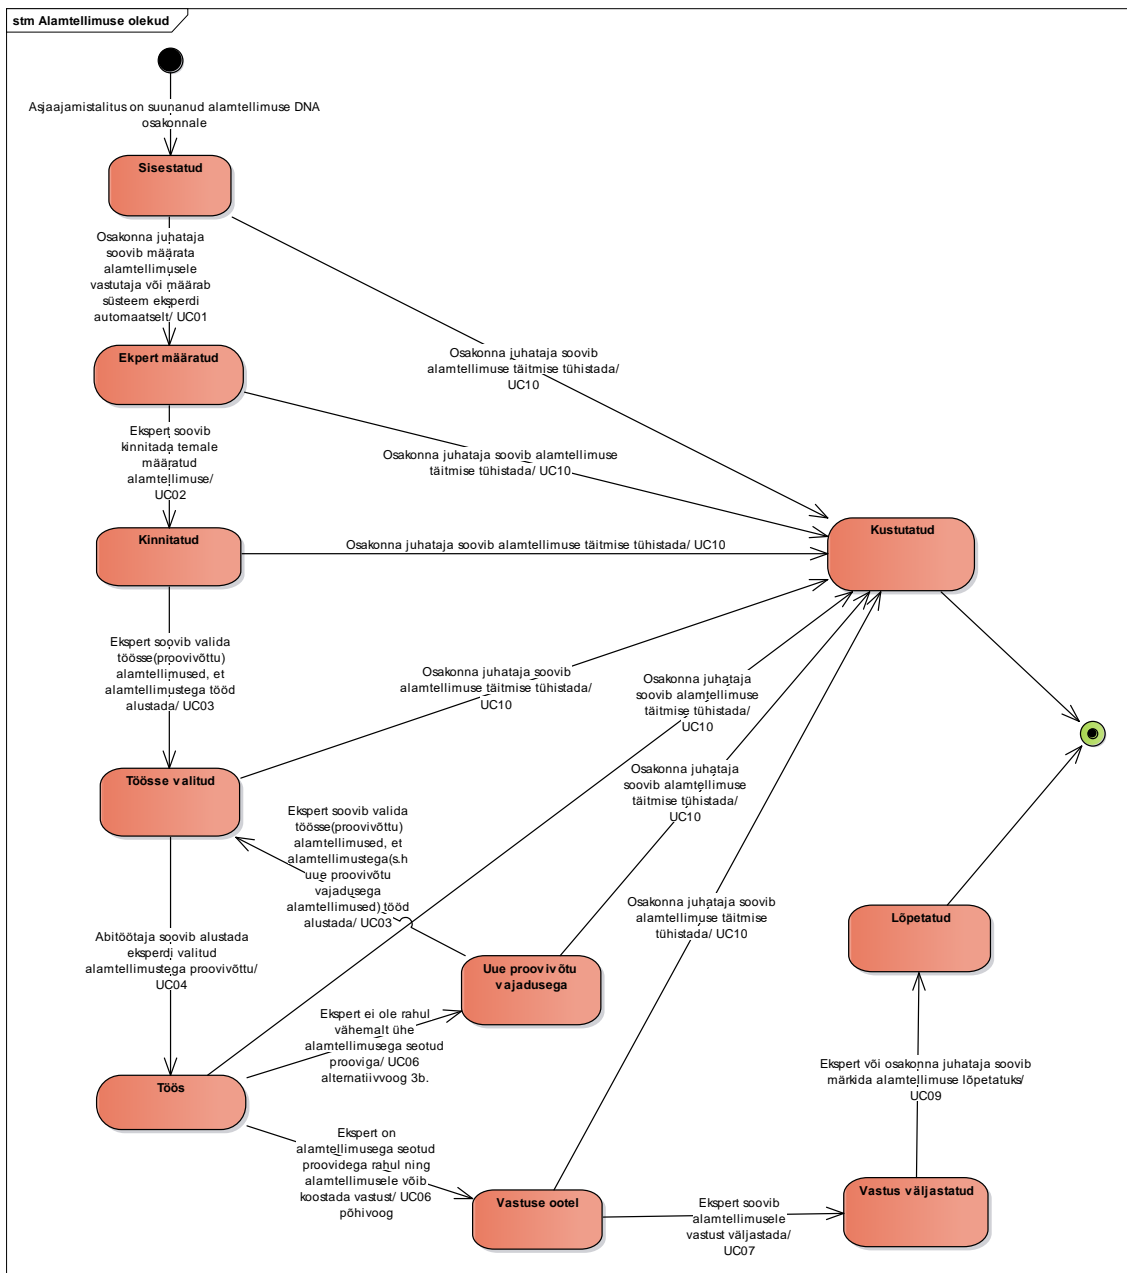 stm Alamtellimuse olekud
Asjaajamistalitus on suunanud alamtellimuse DNA
osakonnale
Sisestatud
Osakonna juhataja
soovib määrata
alamtellimusele
vastutaja või määrab
süsteem eksperdi
automaatselt/ UC01
Osakonna juhataja soovib
alamtellimuse täitmise tühistada/
UC10
Ekpert määratud
Ekspert soovib
kinnitada temale
määratud
alamtellimuse/
UC02
Osakonna juhataja soovib alamtellimuse
täitmise tühistada/ UC10
Kinnitatud
Osakonna juhataja soovib alamtellimuse täitmise tühistada/ UC10
Kustutatud
Ekspert soovib valida
töösse(proovivõttu)
alamtellimused, et
alamtellimustega tööd
alustada/ UC03
Osakonna juhataja soovib
alamtellimuse täitmise tühistada/
UC10
Osakonna juhataja
soovib alamtellimuse
täitmise tühistada/
UC10
Töösse valitud
Osakonna juhataja
soovib alamtellimuse
täitmise tühistada/
UC10
Ekspert soovib valida
töösse(proovivõttu)
alamtellimused, et
alamtellimustega(s.h
uue proovivõtu
vajadusega
alamtellimused) tööd
alustada/ UC03
Osakonna juhataja soovib
alamtellimuse täitmise
tühistada/ UC10
Lõpetatud
Abitöötaja soovib alustada
eksperdi valitud
alamtellimustega proovivõttu/
UC04
Uue proovivõtu
vajadusega
Ekspert ei ole rahul
vähemalt ühe
alamtellimusega seotud
prooviga/ UC06
alternatiivvoog 3b.
Töös
Ekspert või osakonna juhataja soovib
märkida alamtellimuse lõpetatuks/
UC09
Ekspert on
alamtellimusega seotud
proovidega rahul ning
alamtellimusele võib
koostada vastust/ UC06
põhivoog
Vastuse ootel
Ekspert soovib
alamtellimusele
vastust väljastada/
UC07
Vastus väljastatud